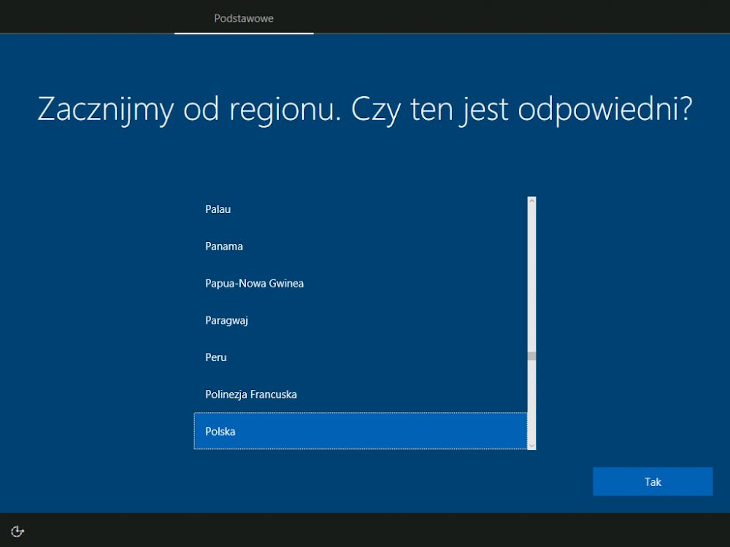 Podstawowe
Zacznijmy od regionu. Czy ten jest odpowiedni?
Palau
Panama
Papua-Nowa Gwinea
Paragwaj
Peru
Polinezja Francuska
Polska
Tak